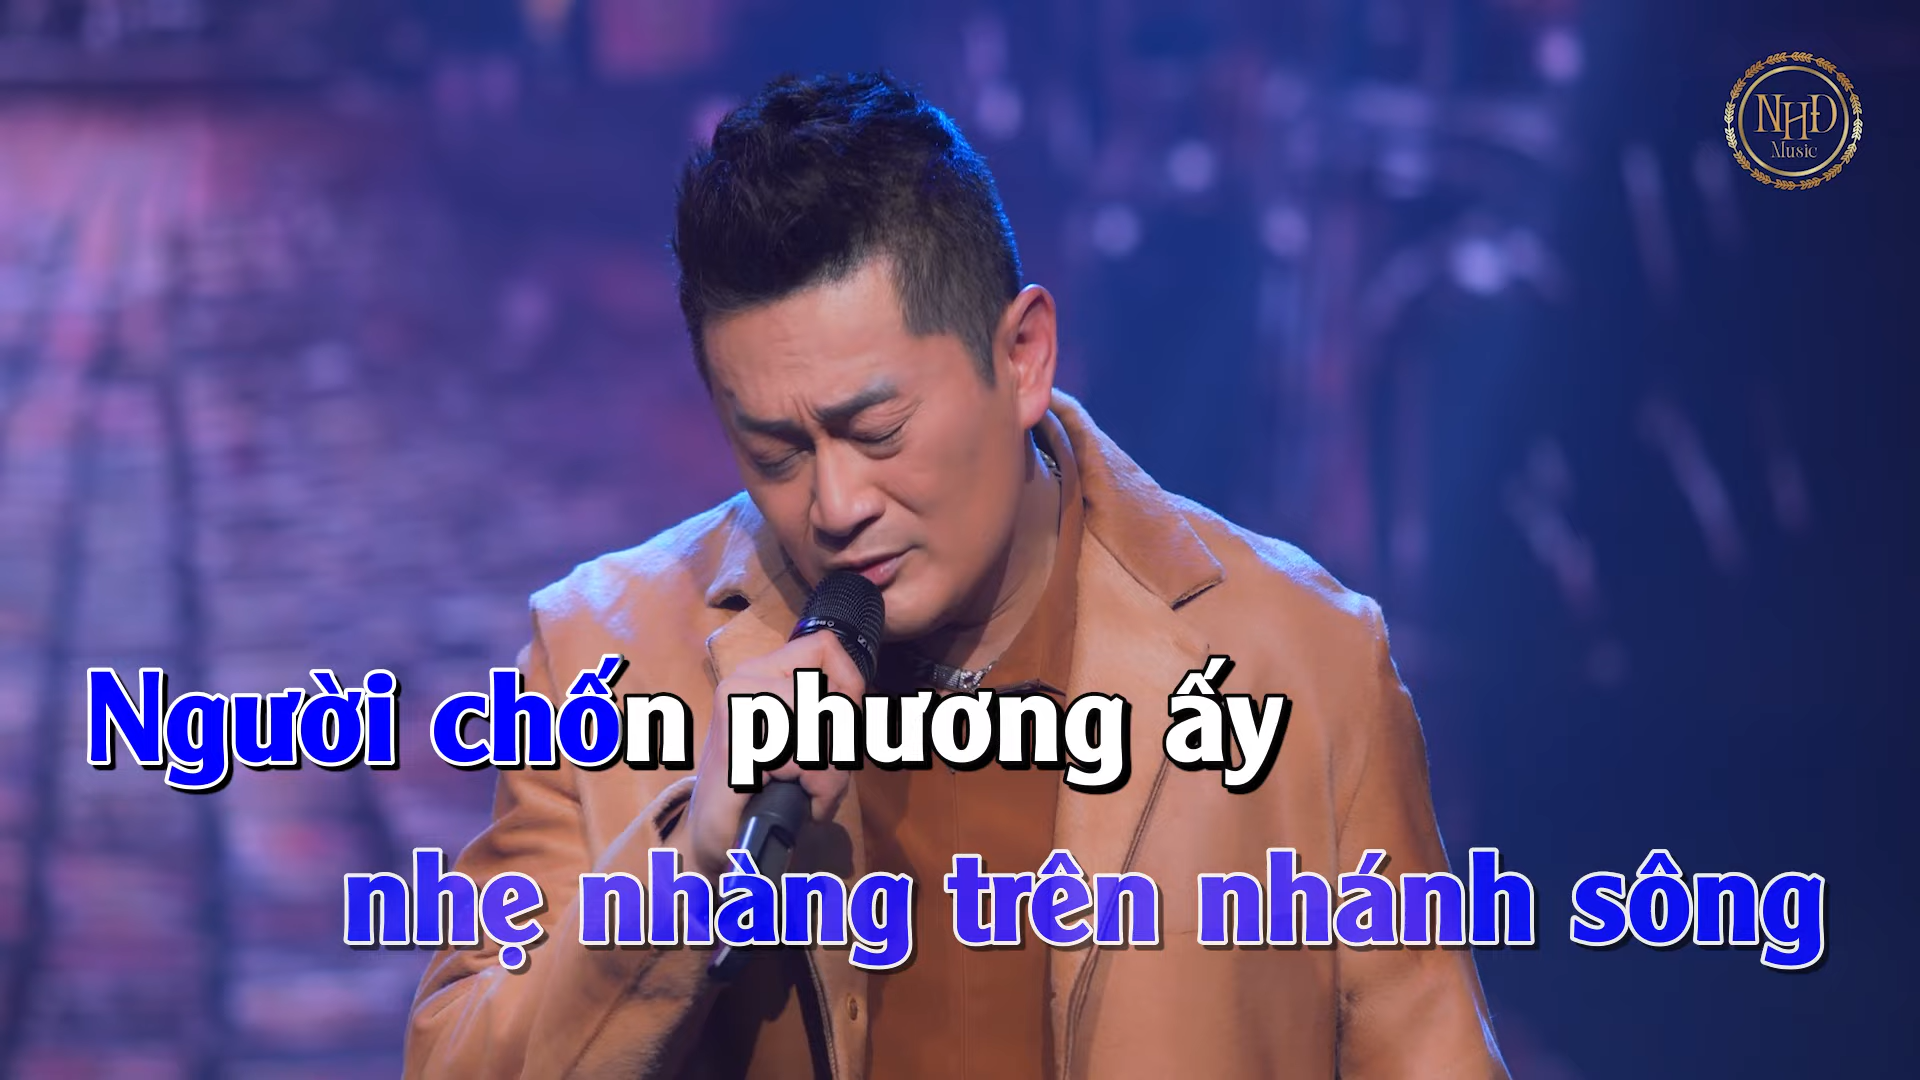 NHĐ
Music
Người chốn phương ấy
nhẹ nhàng trên nhánh sông